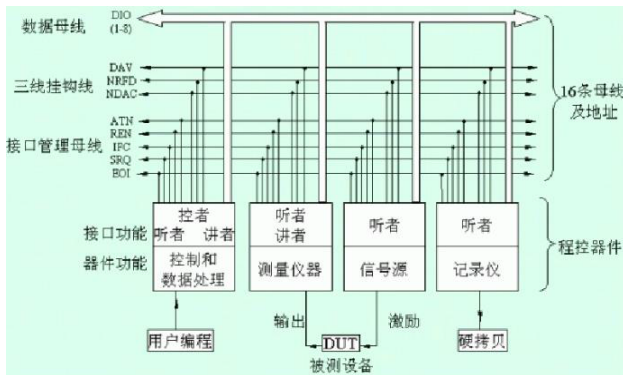 数据母线
DIO
(1-8)
三线挂钩线
DAV
NRFD
NDAC
接口管理母线
ATN
REN
IFC
SRQ
EOI
16条母线
及地址
接口功能
器件功能
控者
听者 讲者
控制和
数据处理
听者
讲者
测量仪器
听者
信号源
听者
记录仪
程控器件
用户编程
输出
DUT
激励
被测设备
硬拷贝